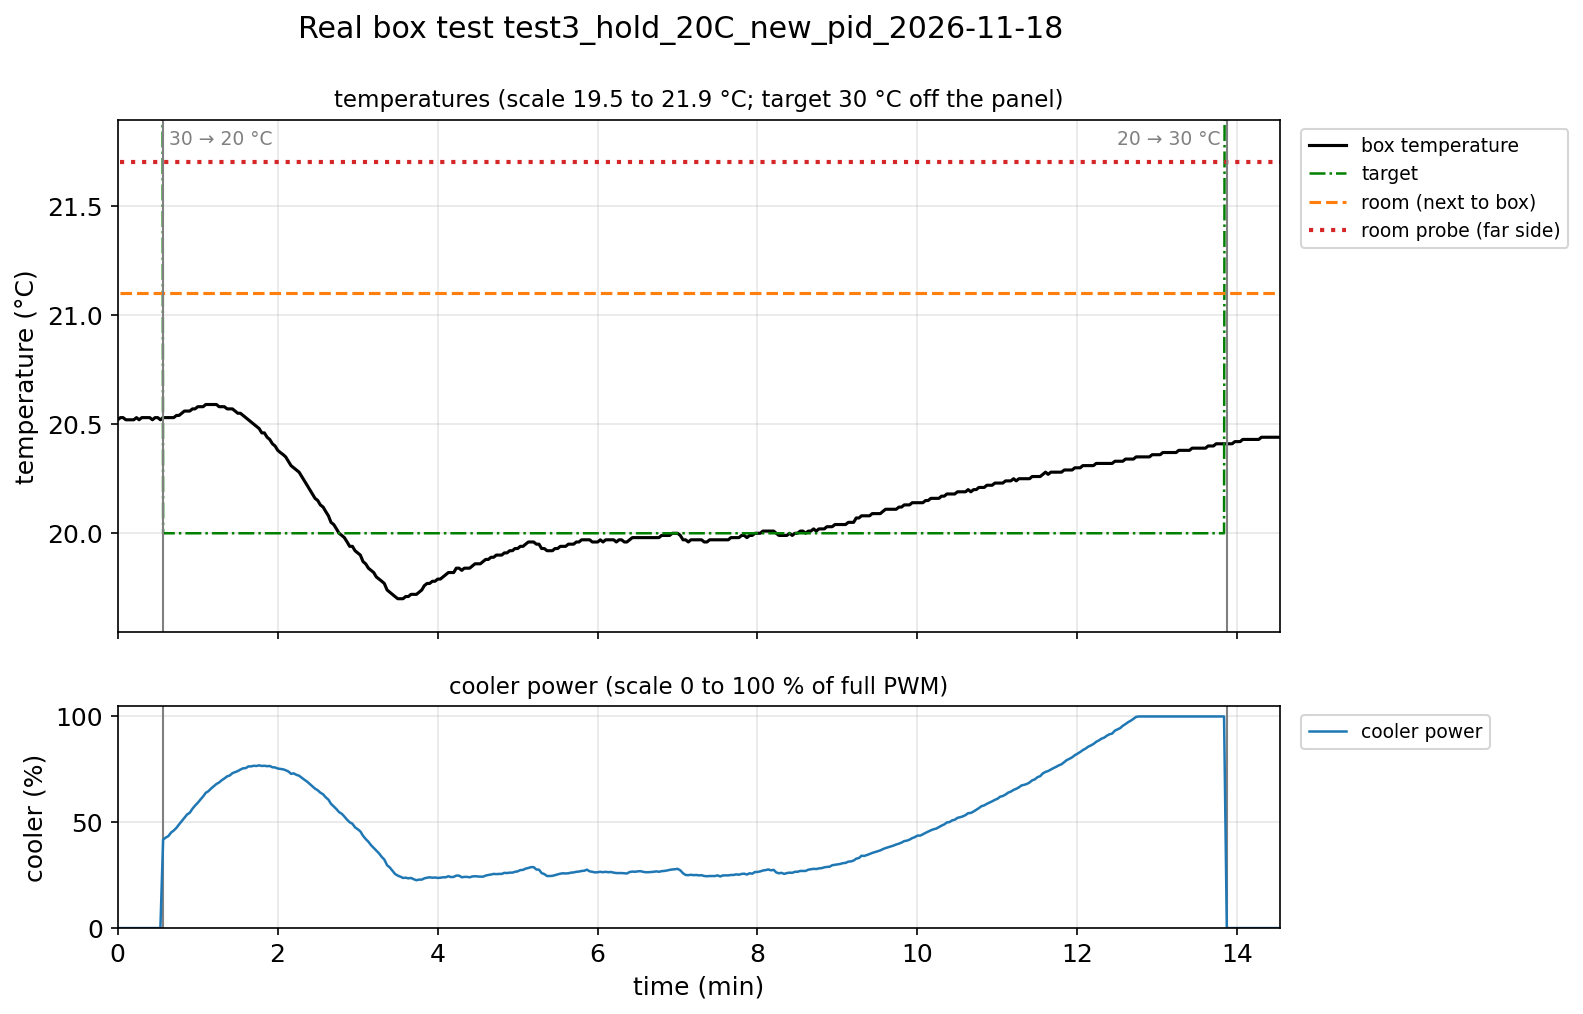 Real box test test3_hold_20C_new_pid_2026-11-18
temperatures (scale 19.5 to 21.9 °C; target 30 °C off the panel)
30 → 20 °C
20 → 30 °C
box temperature
target
room (next to box)
room probe (far side)
temperature (°C)
21.5
21.0
20.5
20.0
cooler power (scale 0 to 100 % of full PWM)
cooler power
cooler (%)
100
50
0
0 2 4 6 8 10 12 14
time (min)